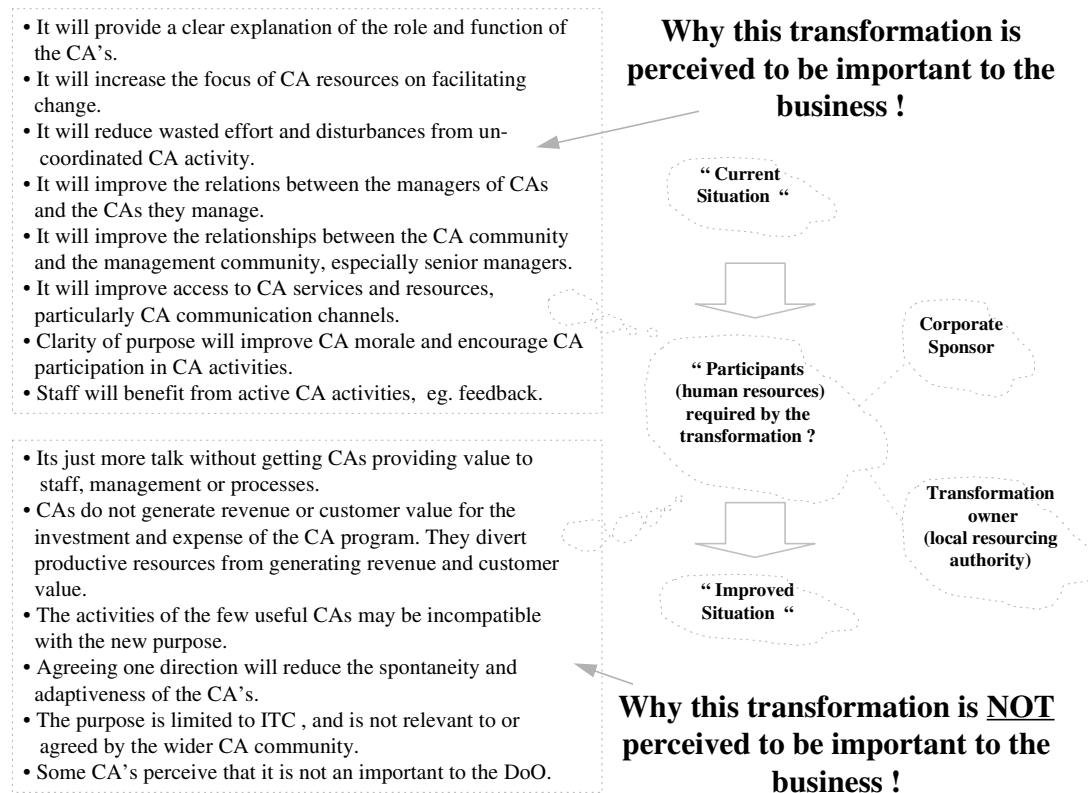 • It will provide a clear explanation of the role and function of
the CA's.
• It will increase the focus of CA resources on facilitating
change.
• It will reduce wasted effort and disturbances from un-
coordinated CA activity.
• It will improve the relations between the managers of CAs
and the CAs they manage.
• It will improve the relationships between the CA community
and the management community, especially senior managers.
• It will improve access to CA services and resources,
particularly CA communication channels.
• Clarity of purpose will improve CA morale and encourage CA
participation in CA activities.
• Staff will benefit from active CA activities, eg. feedback.
Why this transformation is
perceived to be important to the
business !
“ Current
Situation “
“ Participants
(human resources)
required by the
transformation ?
Corporate
Sponsor
Transformation
owner
(local resourcing
authority)
“ Improved
Situation “
• Its just more talk without getting CAs providing value to
staff, management or processes.
• CAs do not generate revenue or customer value for the
investment and expense of the CA program. They divert
productive resources from generating revenue and customer
value.
• The activities of the few useful CAs may be incompatible
with the new purpose.
• Agreeing one direction will reduce the spontaneity and
adaptiveness of the CA's.
• The purpose is limited to ITC , and is not relevant to or
agreed by the wider CA community.
• Some CA's perceive that it is not an important to the DoO.
Why this transformation is NOT
perceived to be important to the
business !